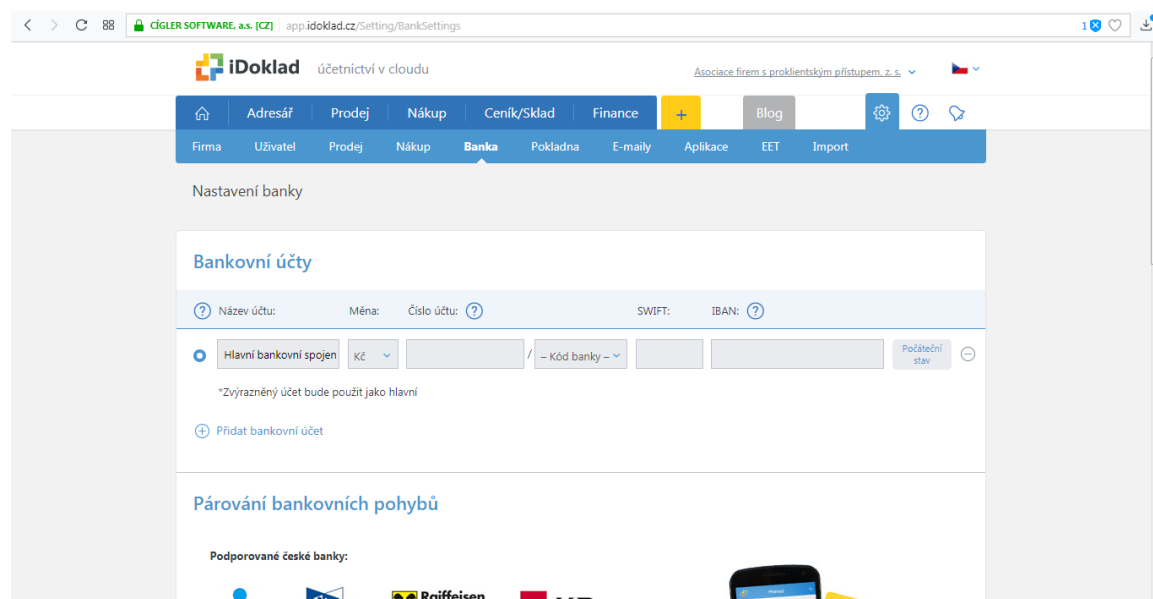 CÍGLER SOFTWARE, a.s. [CZ] app.idoklad.cz/Setting/BankSettings 1
iDoklad účetnictví v cloudu Asociace firem s proklientským přístupem, z. s.
Adresář Prodej Nákup Ceník/Sklad Finance + Blog ?
Firma Uživatel Prodej Nákup Banka Pokladna E-maily Aplikace EET Import
Nastavení banky
Bankovní účty
? Název účtu: Měna: Číslo účtu: ? SWIFT: IBAN: ?
Hlavní bankovní spojen Kč / – Kód banky – Počáteční
stav
*Zvýrazněný účet bude použit jako hlavní
Přidat bankovní účet
Párování bankovních pohybů
Podporované české banky:
Raiffeisen